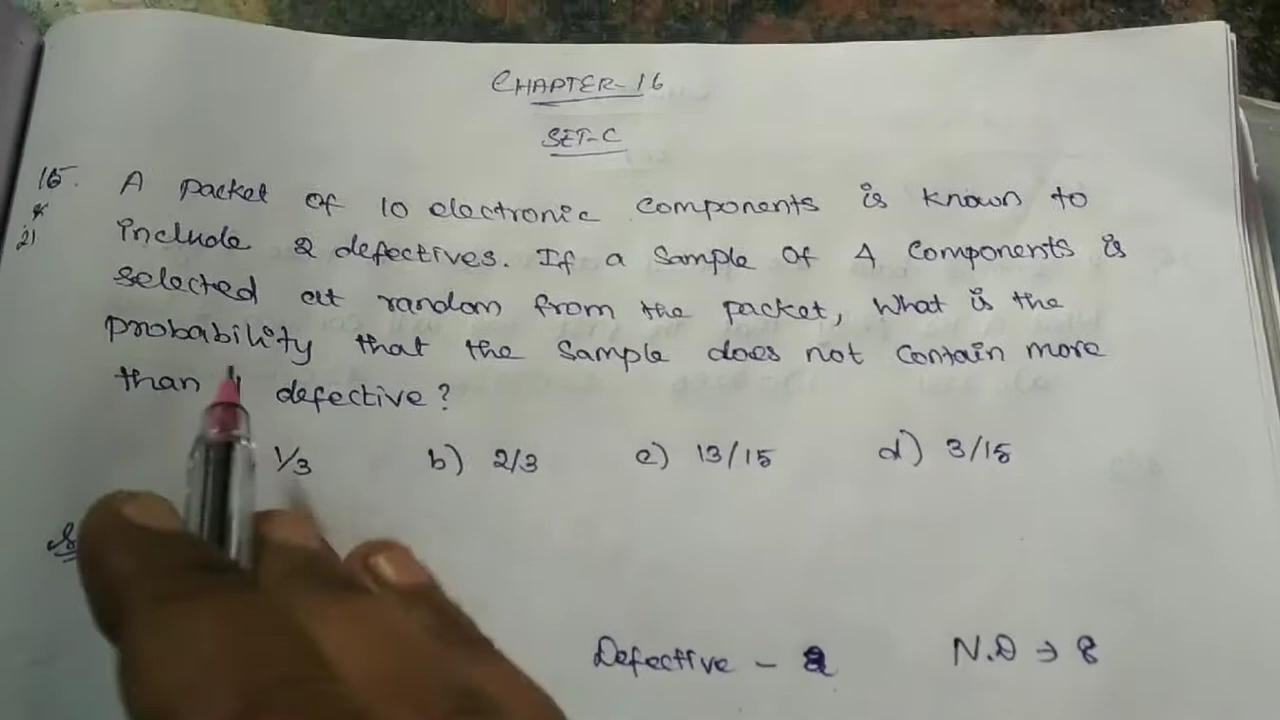 CHAPTER-16
SET-C
15. A packet of 10 electronic components is known to
& 21 include 2 defectives. If a sample of 4 components is
selected at random from the packet, what is the
probability that the sample does not contain more
than defective?
1/3 b) 2/3 c) 13/15 d) 3/15
Defective - 2 N.D → 8